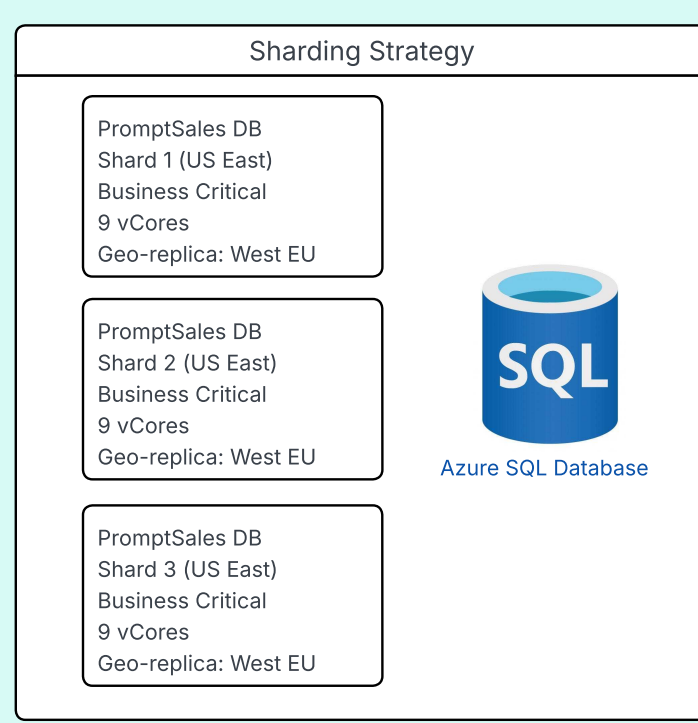 Sharding Strategy
PromptSales DB
Shard 1 (US East)
Business Critical
9 vCores
Geo-replica: West EU
PromptSales DB
Shard 2 (US East)
Business Critical
9 vCores
Geo-replica: West EU
SQL
Azure SQL Database
PromptSales DB
Shard 3 (US East)
Business Critical
9 vCores
Geo-replica: West EU